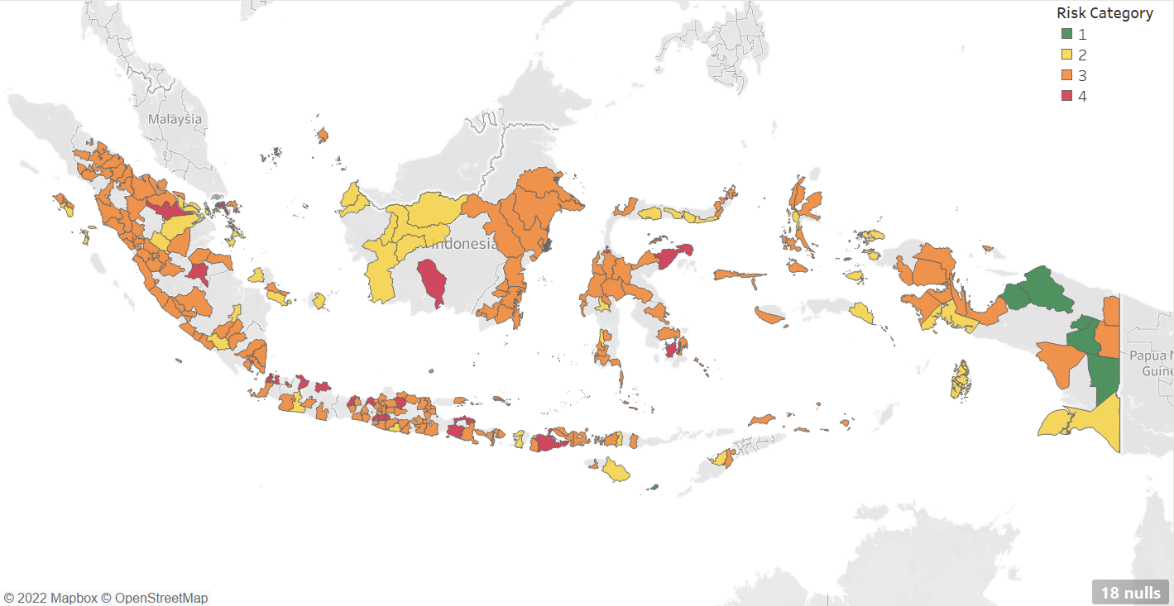 Risk Category
1
2
3
4
Malaysia
Indonesia
Papua N
Guine
© 2022 Mapbox © OpenStreetMap
18 nulls